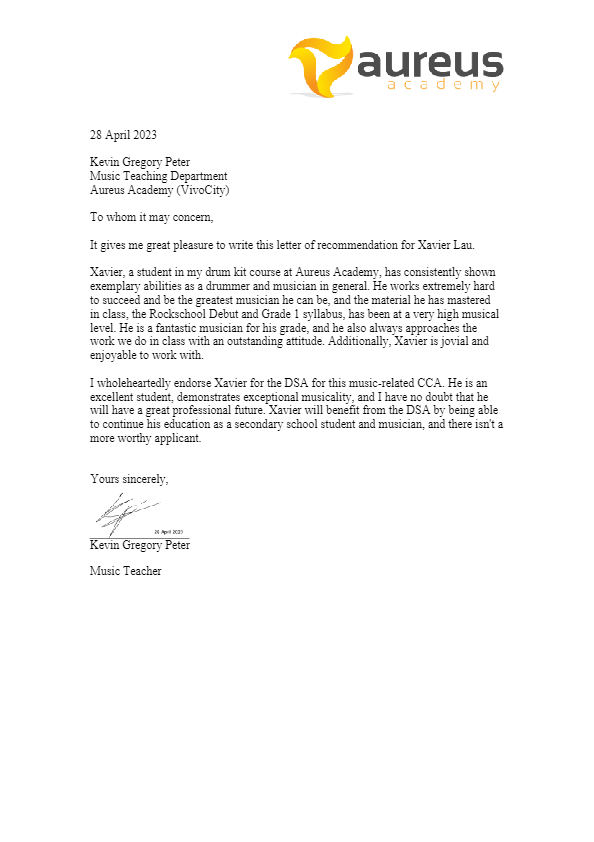 aureus
academy
28 April 2023
Kevin Gregory Peter
Music Teaching Department
Aureus Academy (VivoCity)
To whom it may concern,
It gives me great pleasure to write this letter of recommendation for Xavier Lau.
Xavier, a student in my drum kit course at Aureus Academy, has consistently shown
exemplary abilities as a drummer and musician in general. He works extremely hard
to succeed and be the greatest musician he can be, and the material he has mastered
in class, the Rockschool Debut and Grade 1 syllabus, has been at a very high musical
level. He is a fantastic musician for his grade, and he also always approaches the
work we do in class with an outstanding attitude. Additionally, Xavier is jovial and
enjoyable to work with.
I wholeheartedly endorse Xavier for the DSA for this music-related CCA. He is an
excellent student, demonstrates exceptional musicality, and I have no doubt that he
will have a great professional future. Xavier will benefit from the DSA by being able
to continue his education as a secondary school student and musician, and there isn't a
more worthy applicant.
Yours sincerely,
28 April 2023
Kevin Gregory Peter
Music Teacher